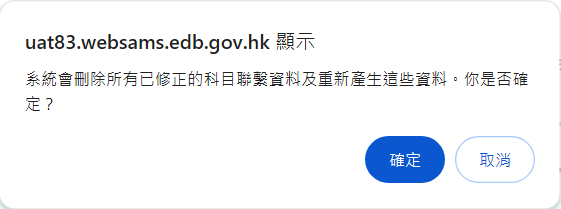 uat83.websams.edb.gov.hk 顯示
系統會刪除所有已修正的科目聯繫資料及重新產生這些資料。你是否確
定？
確定
取消